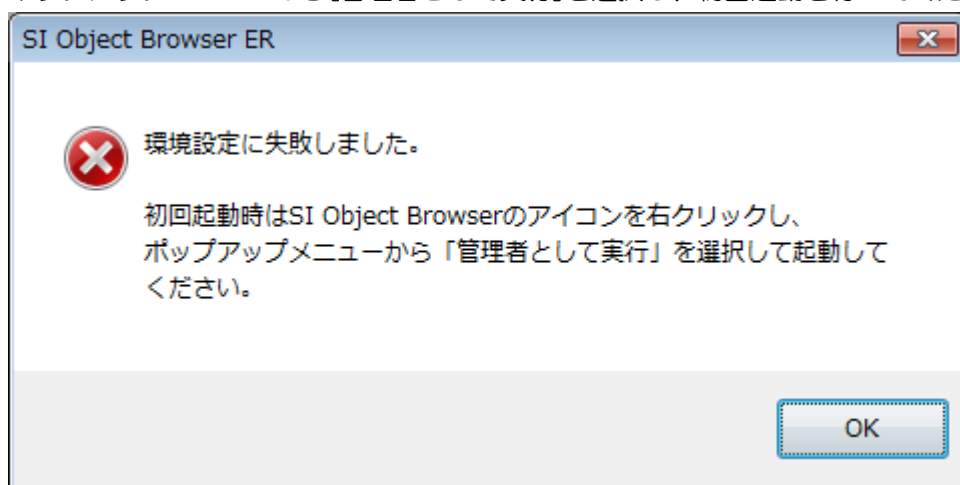 SI Object Browser ER
環境設定に失敗しました。
初回起動時はSI Object Browserのアイコンを右クリックし、
ポップアップメニューから「管理者として実行」を選択して起動して
ください。
OK